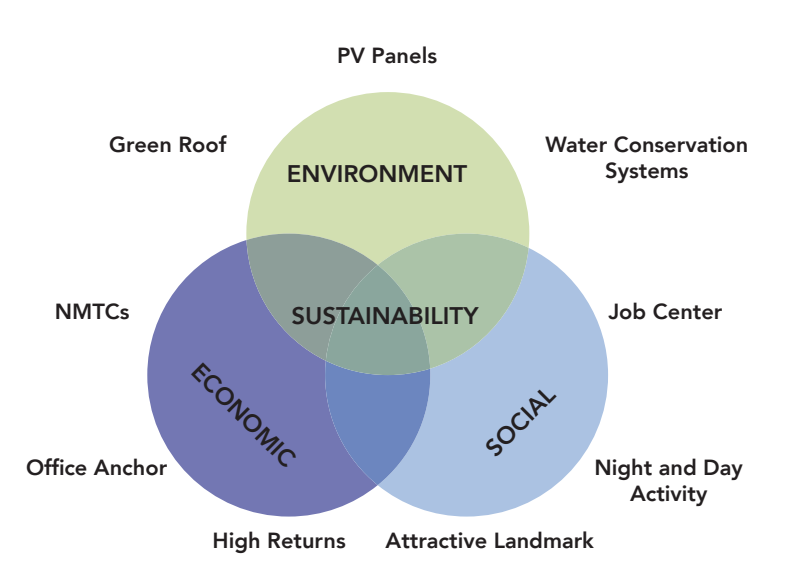 PV Panels
Green Roof
Water Conservation
Systems
ENVIRONMENT
NMTCs
SUSTAINABILITY
Job Center
ECONOMIC
SOCIAL
Office Anchor
Night and Day
Activity
High Returns
Attractive Landmark